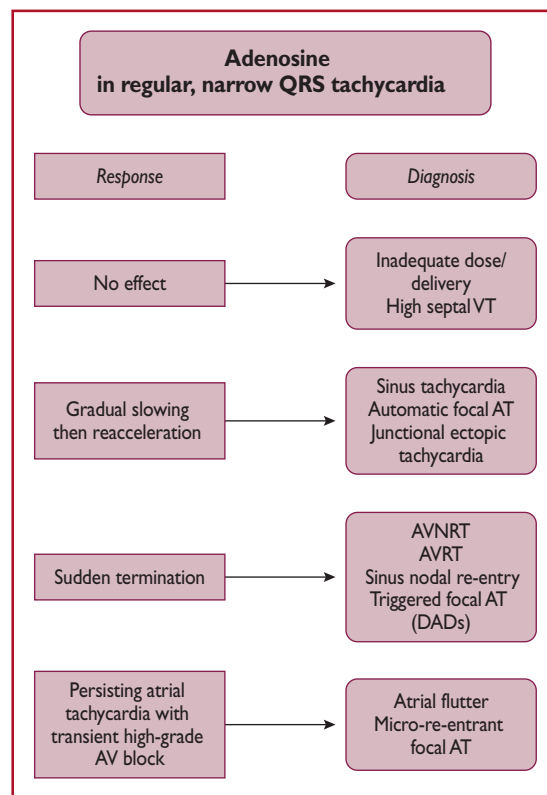 Adenosine
in regular, narrow QRS tachycardia
Response
Diagnosis
No effect
Inadequate dose/
delivery
High septal VT
Gradual slowing
then reacceleration
Sinus tachycardia
Automatic focal AT
Junctional ectopic
tachycardia
Sudden termination
AVNRT
AVRT
Sinus nodal re-entry
Triggered focal AT
(DADs)
Persisting atrial
tachycardia with
transient high-grade
AV block
Atrial flutter
Micro-re-entrant
focal AT